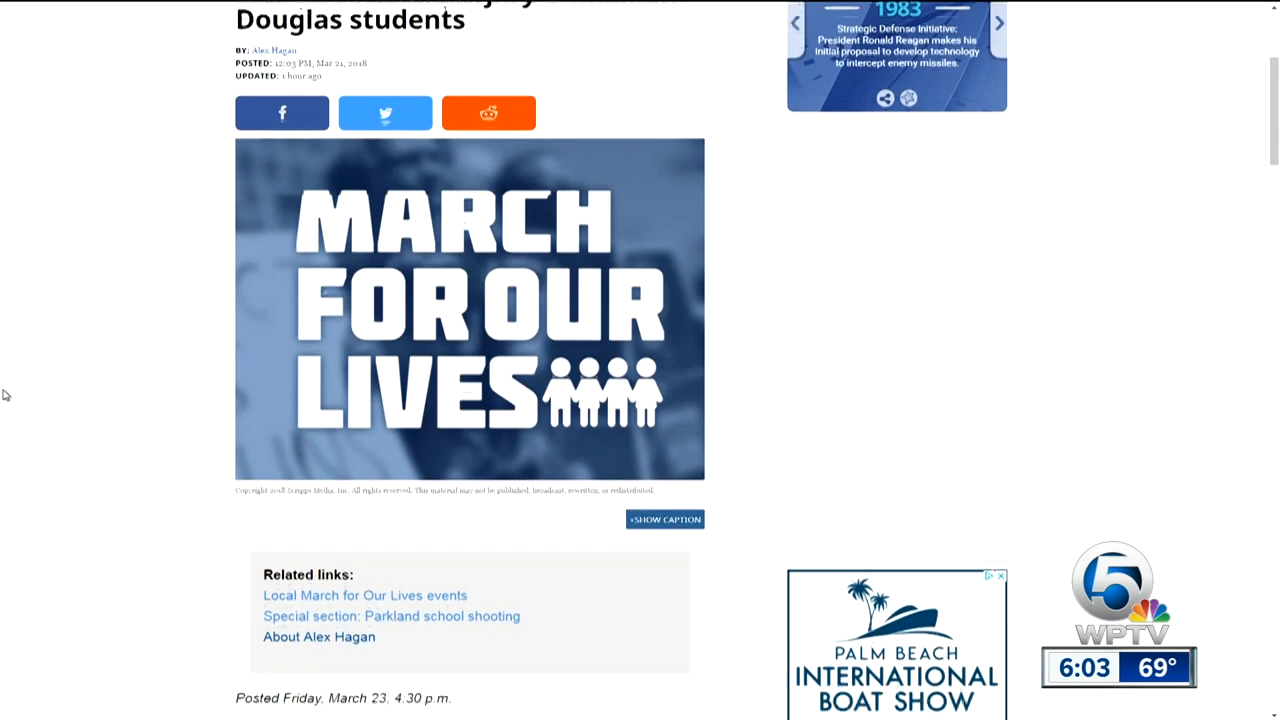 Douglas students
BY: Alex Hagan
POSTED: 12:03 PM, Mar 21, 2018
UPDATED: 1 hour ago
MARCH
FOR OUR
LIVES
Copyright 2018 Scripps Media, Inc. All rights reserved. This material may not be published, broadcast, rewritten, or redistributed.
+SHOW CAPTION
Related links:
Local March for Our Lives events
Special section: Parkland school shooting
About Alex Hagan
Posted Friday, March 23, 4:30 p.m.
1983
Strategic Defense Initiative:
President Ronald Reagan makes his
initial proposal to develop technology
to intercept enemy missiles.
PALM BEACH
INTERNATIONAL
BOAT SHOW
5
WPTV
6:03 69°